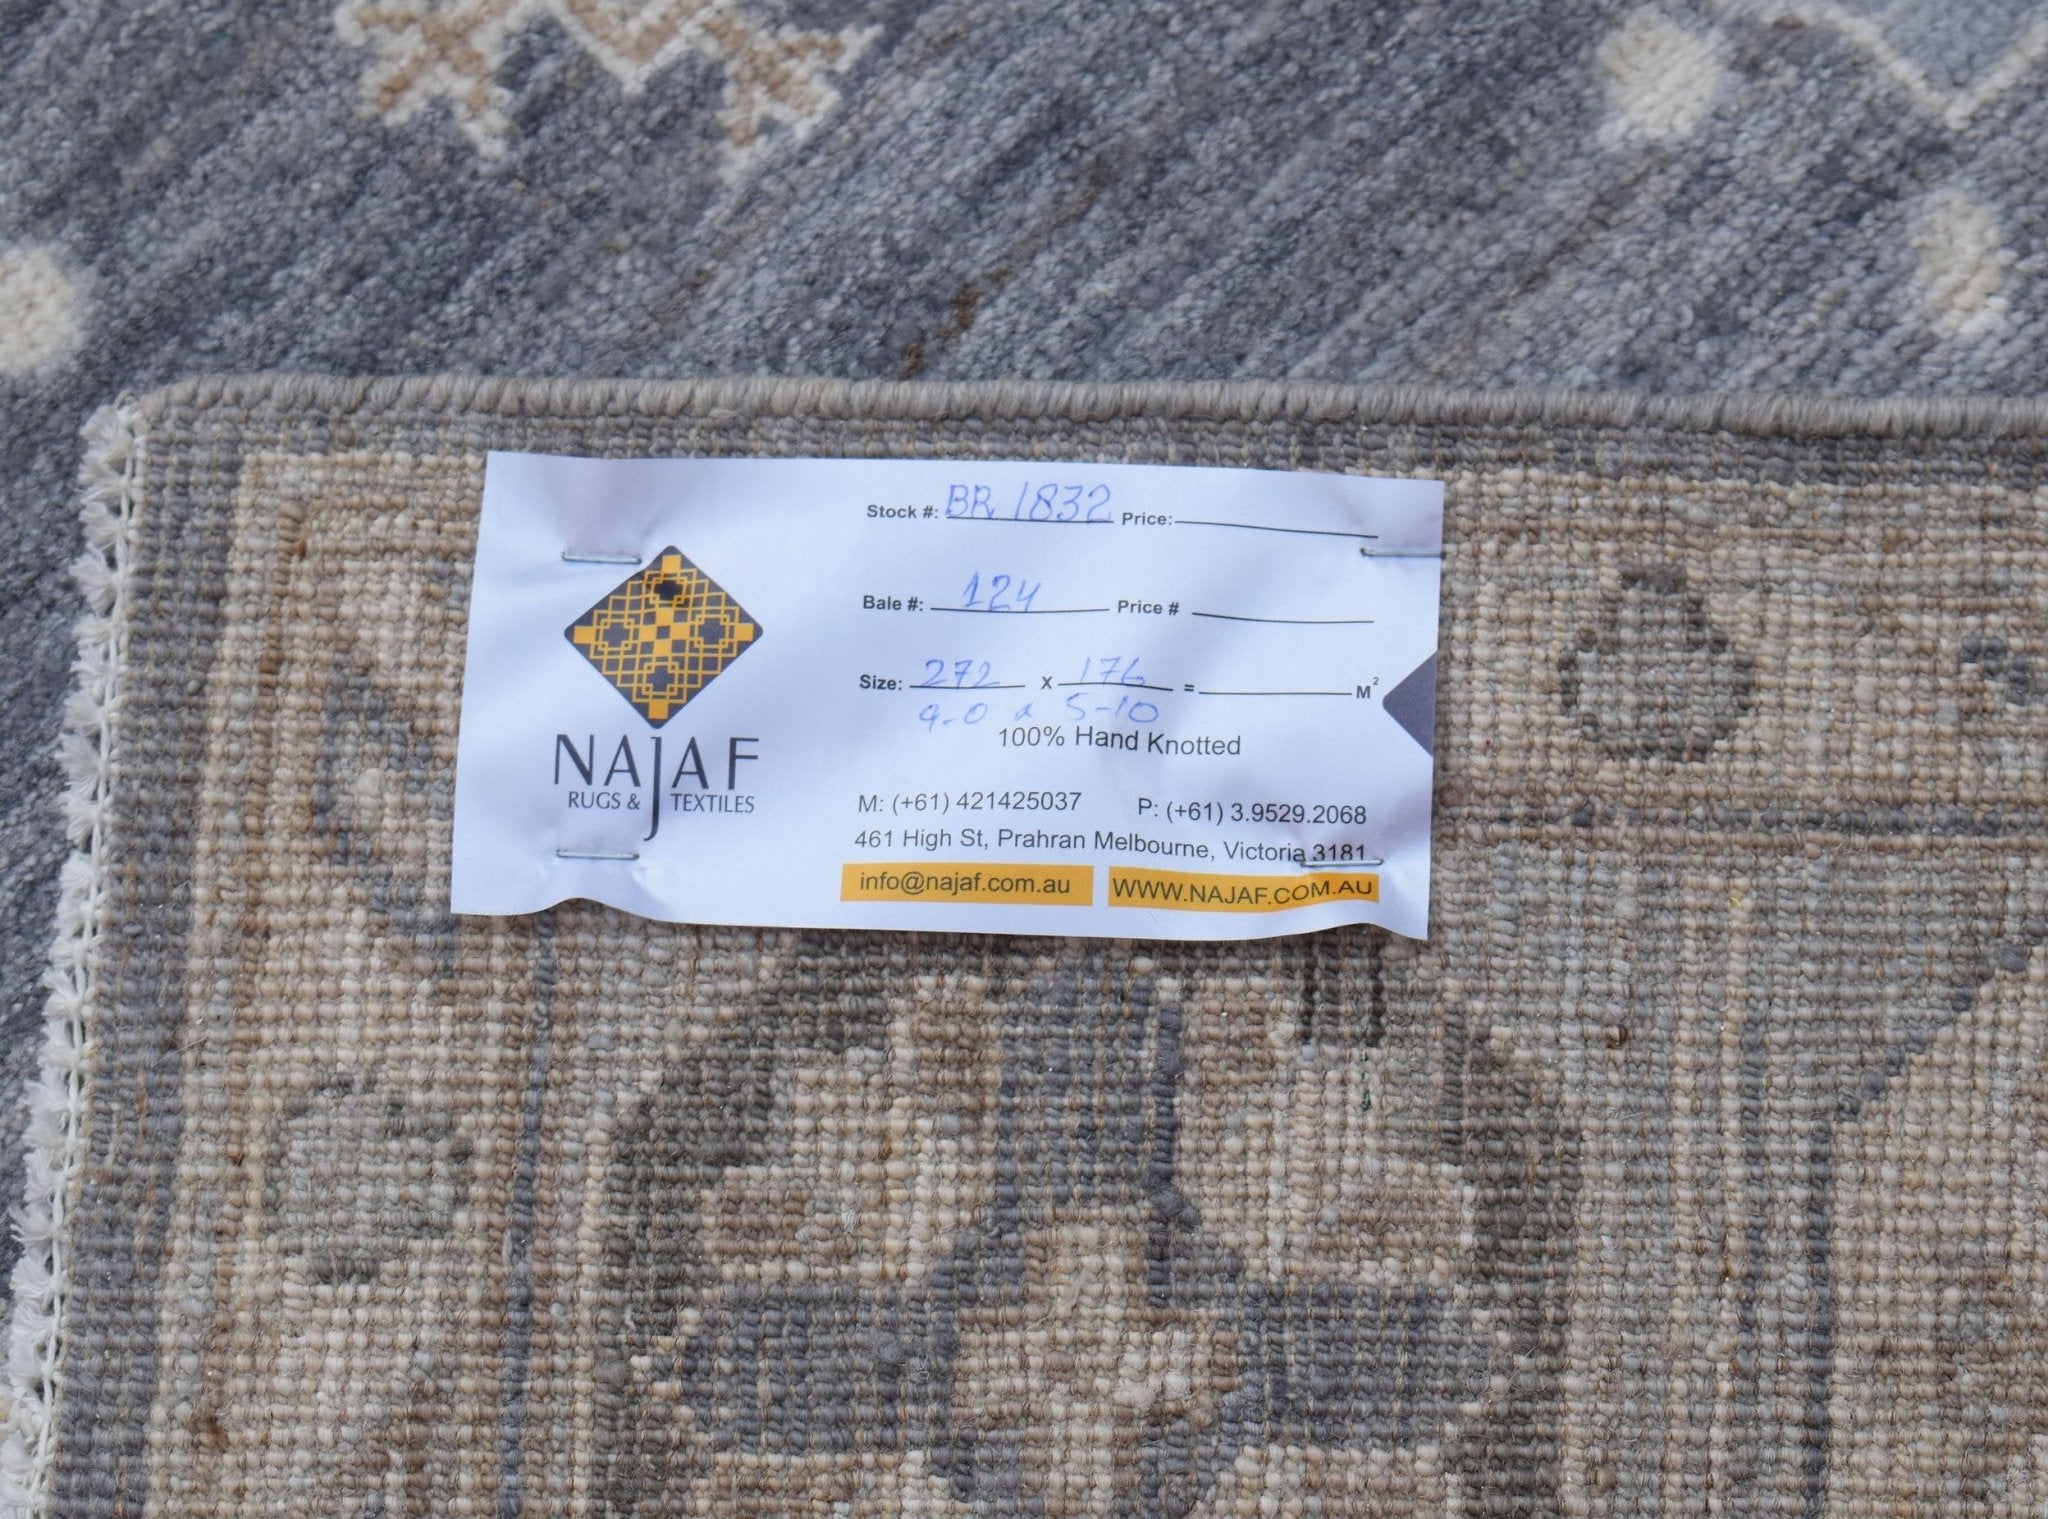 Stock #: BR 1832 Price:
Bale #: 124 Price #
Size: 272 x 176 = M²
9-0 x 5-10
100% Hand Knotted
NAJAF
RUGS & TEXTILES
M: (+61) 421425037 P: (+61) 3.9529.2068
461 High St, Prahran Melbourne, Victoria 3181
info@najaf.com.au WWW.NAJAF.COM.AU